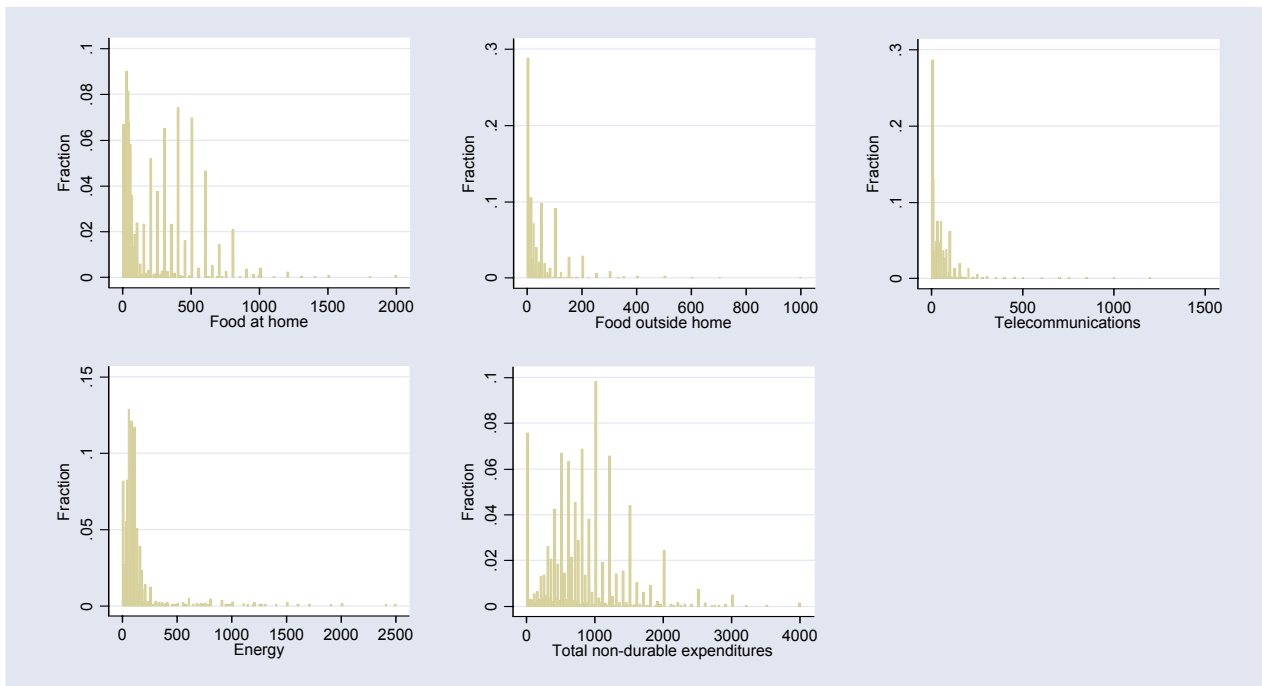 Fraction
0 .02 .04 .06 .08 .1
0 500 1000 1500 2000
Food at home
Fraction
0 .1 .2 .3
0 200 400 600 800 1000
Food outside home
Fraction
0 .1 .2 .3
0 500 1000 1500
Telecommunications
Fraction
0 .05 .1 .15
0 500 1000 1500 2000 2500
Energy
Fraction
0 .02 .04 .06 .08 .1
0 1000 2000 3000 4000
Total non-durable expenditures